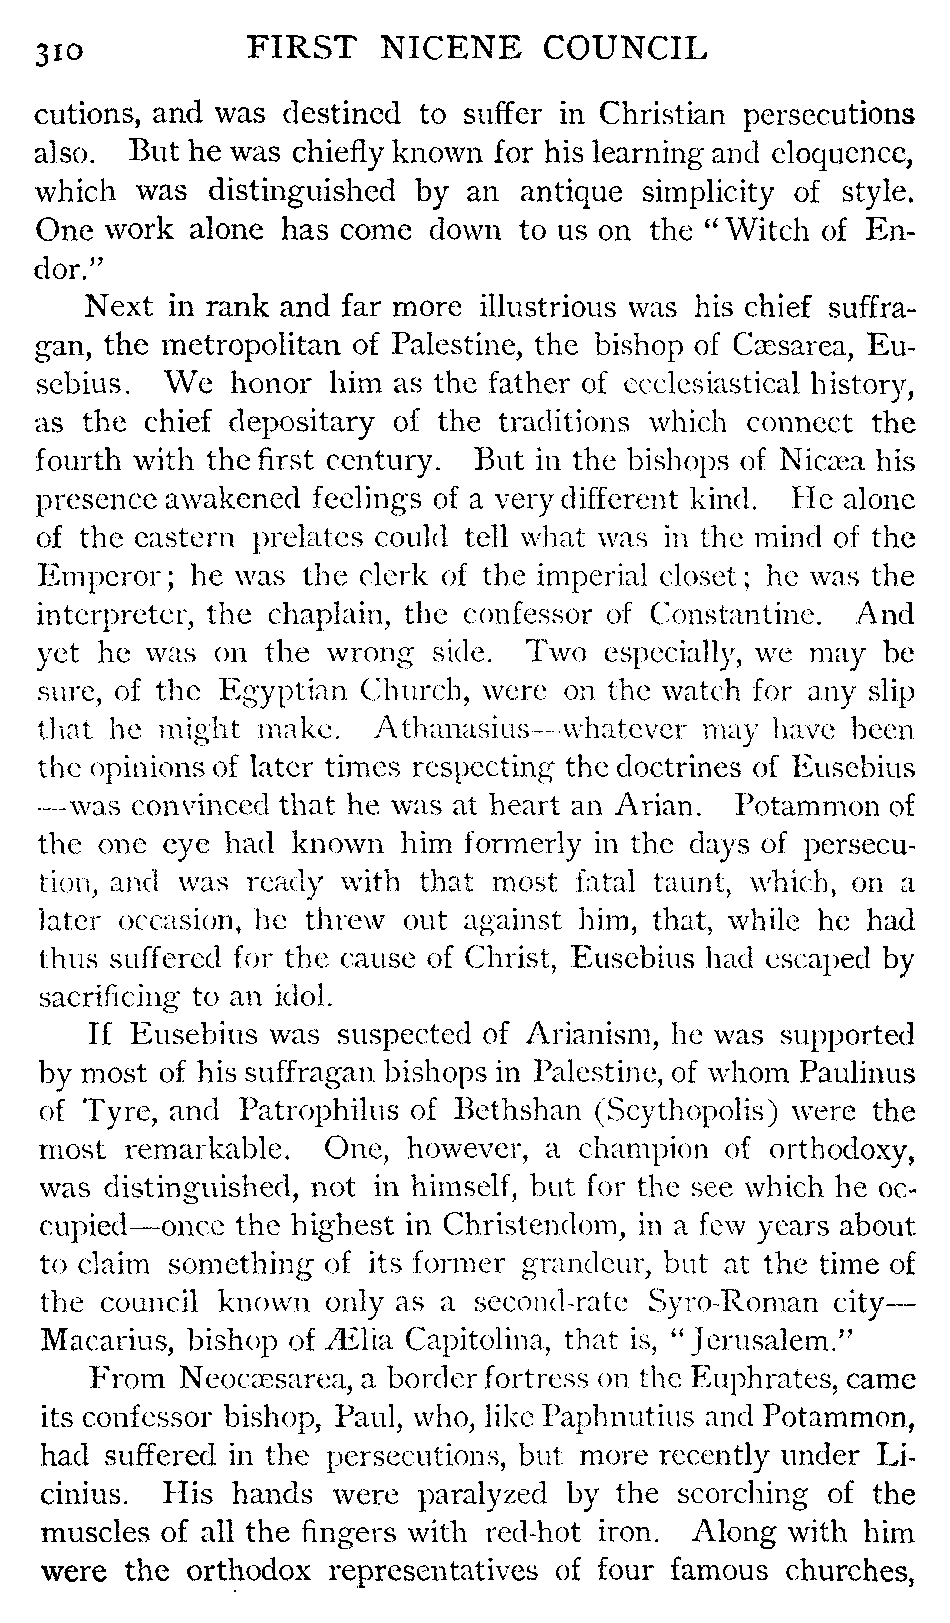 310 FIRST NICENE COUNCIL
cutions, and was destined to suffer in Christian persecutions
also. But he was chiefly known for his learning and eloquence,
which was distinguished by an antique simplicity of style.
One work alone has come down to us on the “Witch of En-
dor.”
Next in rank and far more illustrious was his chief suffra-
gan, the metropolitan of Palestine, the bishop of Cæsarea, Eu-
sebius. We honor him as the father of ecclesiastical history,
as the chief depositary of the traditions which connect the
fourth with the first century. But in the bishops of Nicæa his
presence awakened feelings of a very different kind. He alone
of the eastern prelates could tell what was in the mind of the
Emperor; he was the clerk of the imperial closet; he was the
interpreter, the chaplain, the confessor of Constantine. And
yet he was on the wrong side. Two especially, we may be
sure, of the Egyptian Church, were on the watch for any slip
that he might make. Athanasius—whatever may have been
the opinions of later times respecting the doctrines of Eusebius
—was convinced that he was at heart an Arian. Potammon of
the one eye had known him formerly in the days of persecu-
tion, and was ready with that most fatal taunt, which, on a
later occasion, he threw out against him, that, while he had
thus suffered for the cause of Christ, Eusebius had escaped by
sacrificing to an idol.
If Eusebius was suspected of Arianism, he was supported
by most of his suffragan bishops in Palestine, of whom Paulinus
of Tyre, and Patrophilus of Bethshan (Scythopolis) were the
most remarkable. One, however, a champion of orthodoxy,
was distinguished, not in himself, but for the see which he oc-
cupied—once the highest in Christendom, in a few years about
to claim something of its former grandeur, but at the time of
the council known only as a second-rate Syro-Roman city—
Macarius, bishop of Ælia Capitolina, that is, “Jerusalem.”
From Neocæsarea, a border fortress on the Euphrates, came
its confessor bishop, Paul, who, like Paphnutius and Potammon,
had suffered in the persecutions, but more recently under Li-
cinius. His hands were paralyzed by the scorching of the
muscles of all the fingers with red-hot iron. Along with him
were the orthodox representatives of four famous churches,